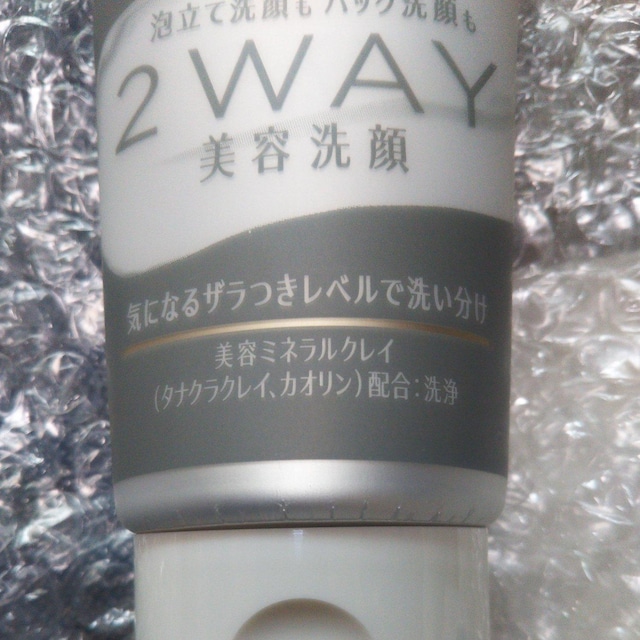 泡立て洗顔もパック洗顔も
2WAY
美容洗顔
気になるザラつきレベルで洗い分け
美容ミネラルクレイ
(タナクラクレイ、カオリン)配合:洗浄